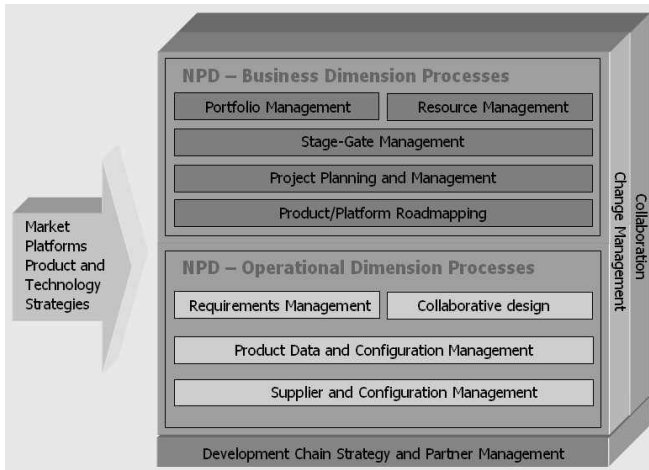 NPD – Business Dimension Processes
Portfolio Management
Resource Management
Stage-Gate Management
Project Planning and Management
Product/Platform Roadmapping
Market
Platforms
Product and
Technology
Strategies
NPD – Operational Dimension Processes
Requirements Management
Collaborative design
Product Data and Configuration Management
Supplier and Configuration Management
Change Management
Collaboration
Development Chain Strategy and Partner Management